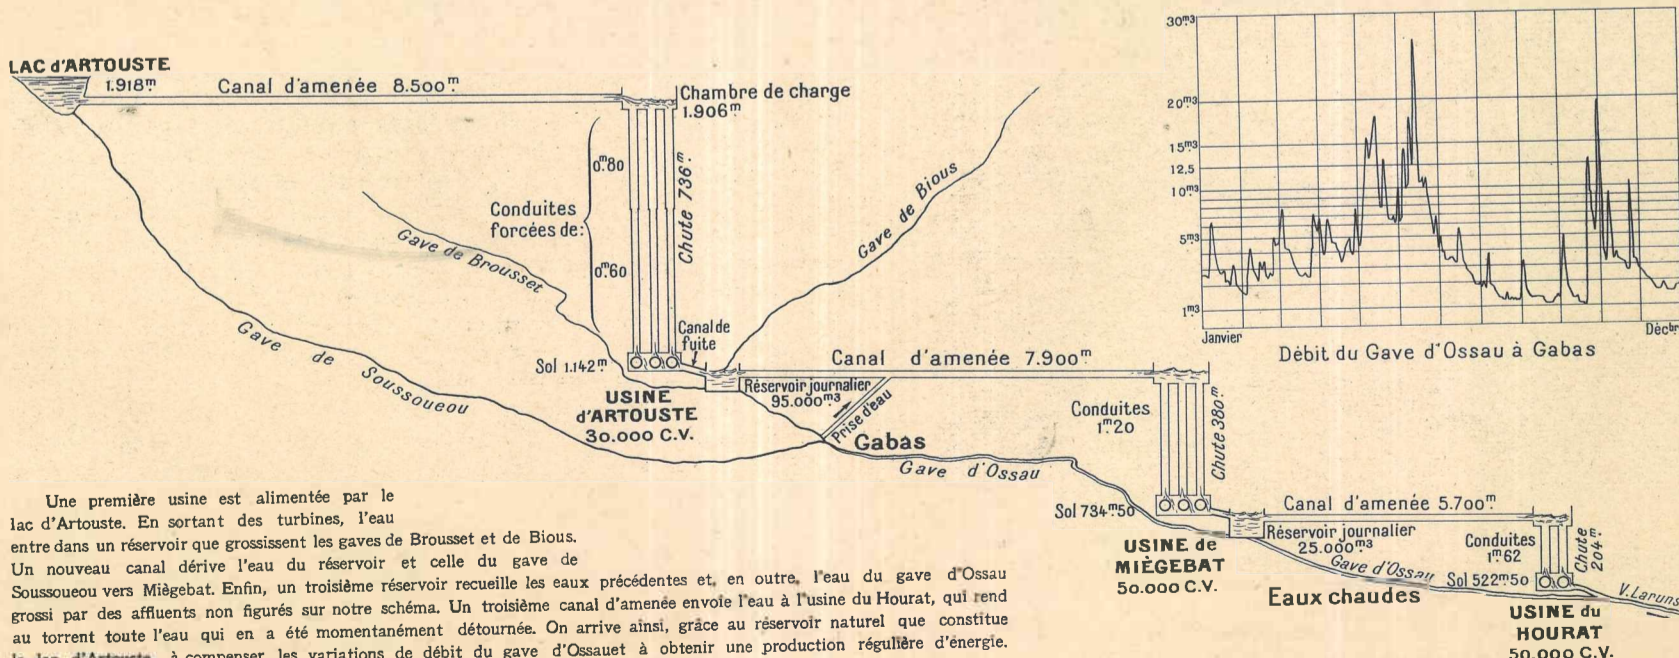 LAC d'ARTOUSTE
1.918m
Canal d'amenée 8.500m
Chambre de charge
1.906m
0m80
Conduites
forcées de:
0m60
Chute 736m
Gave de Brousset
Gave de Bious
Gave de Soussoueou
Canal de
fuite
Sol 1.142m
USINE
d'ARTOUSTE
30.000 C.V.
Réservoir journalier
95.000m3
Prise d'eau
Canal d'amenée 7.900m
Gabas
Gave d'Ossau
Conduites
1m20
Chute 380m
Sol 734m50
USINE de
MIÈGEBAT
50.000 C.V.
Canal d'amenée 5.700m
Réservoir journalier
25.000m3
Gave d'Ossau
Eaux chaudes
Conduites
1m62
Chute
204m
Sol 522m50
V. Laruns
USINE du
HOURAT
50.000 C.V.
30m3
20m3
15m3
12,5
10m3
5m3
1m3
Janvier
Décbr
Débit du Gave d'Ossau à Gabas
Une première usine est alimentée par le
lac d'Artouste. En sortant des turbines, l'eau
entre dans un réservoir que grossissent les gaves de Brousset et de Bious.
Un nouveau canal dérive l'eau du réservoir et celle du gave de
Soussoueou vers Miègebat. Enfin, un troisième réservoir recueille les eaux précédentes et, en outre, l'eau du gave d'Ossau
grossi par des affluents non figurés sur notre schéma. Un troisième canal d'amenée envoie l'eau à l'usine du Hourat, qui rend
au torrent toute l'eau qui en a été momentanément détournée. On arrive ainsi, grâce au réservoir naturel que constitue
le lac d'Artouste, à compenser les variations de débit du gave d'Ossauet à obtenir une production régulière d'énergie.